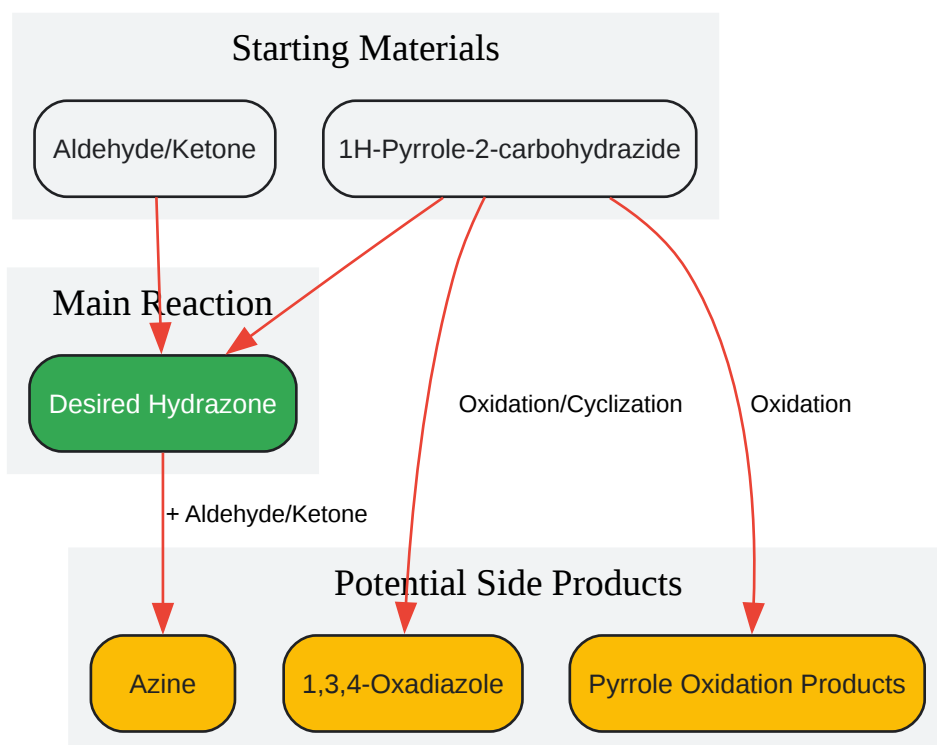 Starting Materials
Aldehyde/Ketone
1H-Pyrrole-2-carbohydrazide
Main Reaction
Desired Hydrazone
Oxidation/Cyclization
Oxidation
+ Aldehyde/Ketone
Potential Side Products
Azine
1,3,4-Oxadiazole
Pyrrole Oxidation Products